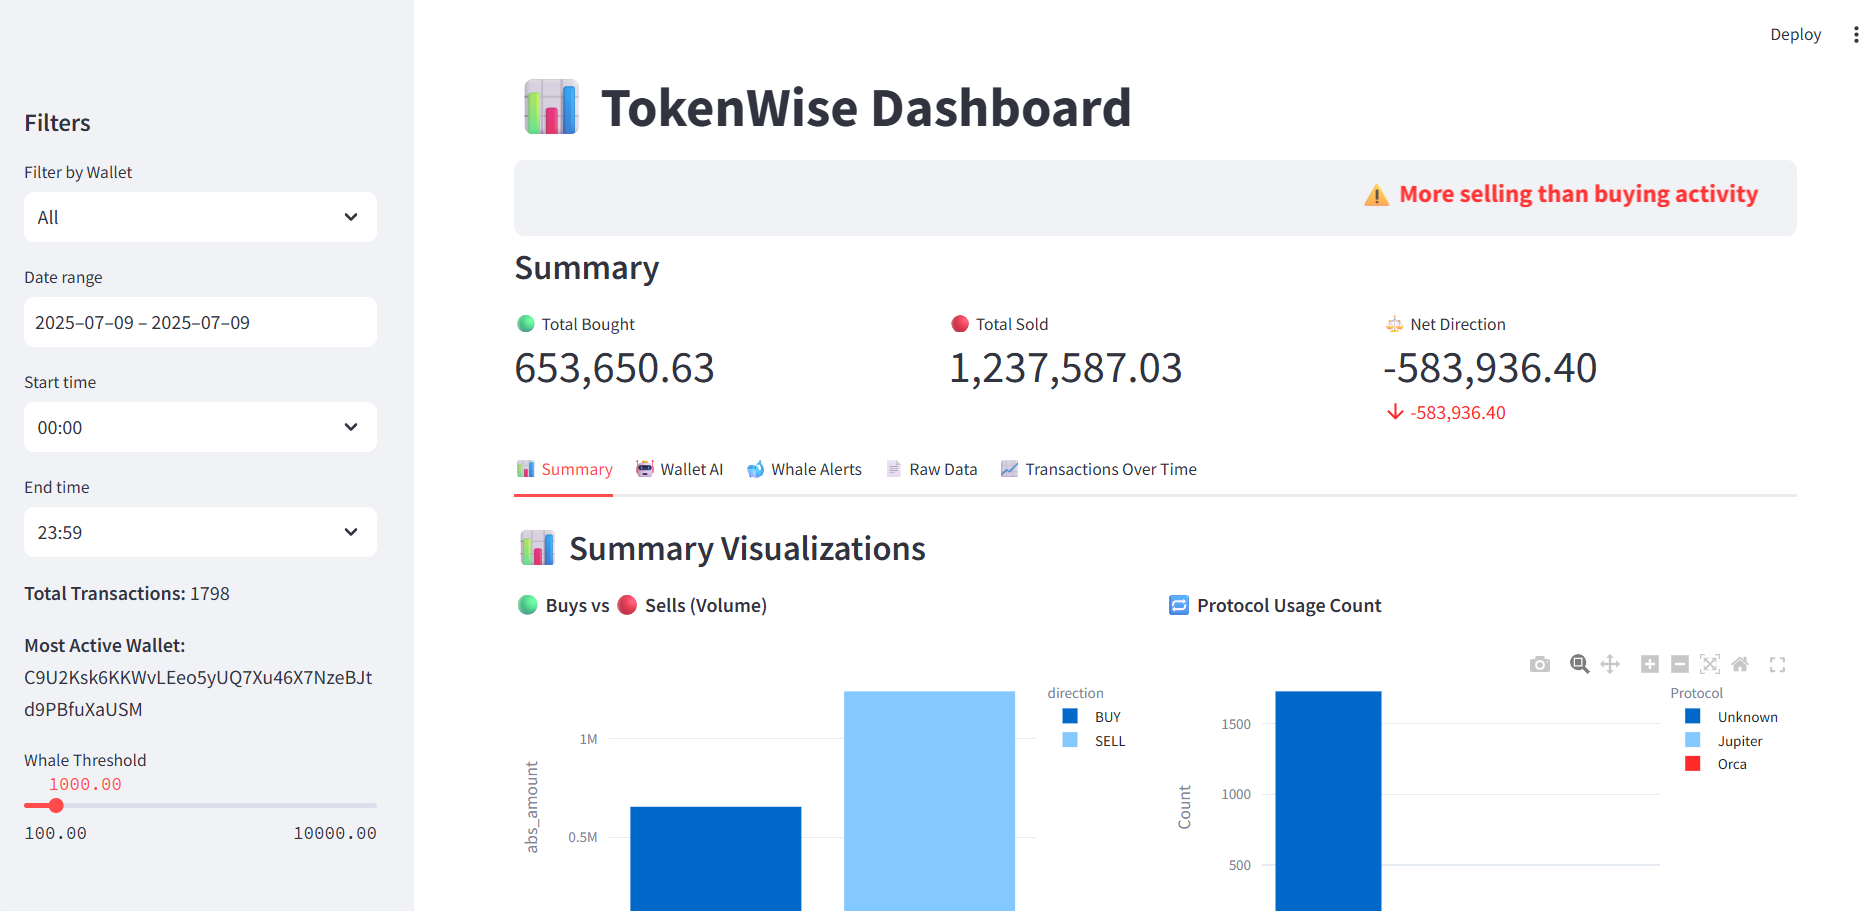 Deploy
Filters
Filter by Wallet
All
Date range
2025–07–09 – 2025–07–09
Start time
00:00
End time
23:59
Total Transactions: 1798
Most Active Wallet:
C9U2Ksk6KKWvLEeo5yUQ7Xu46X7NzeBJt
d9PBfuXaUSM
Whale Threshold
1000.00
100.00 10000.00
TokenWise Dashboard
More selling than buying activity
Summary
Total Bought
653,650.63
Total Sold
1,237,587.03
Net Direction
-583,936.40
-583,936.40
Summary Wallet AI Whale Alerts Raw Data Transactions Over Time
Summary Visualizations
Buys vs Sells (Volume)
direction
BUY
SELL
1M
0.5M
abs_amount
Protocol Usage Count
Protocol
Unknown
Jupiter
Orca
1500
1000
500
Count